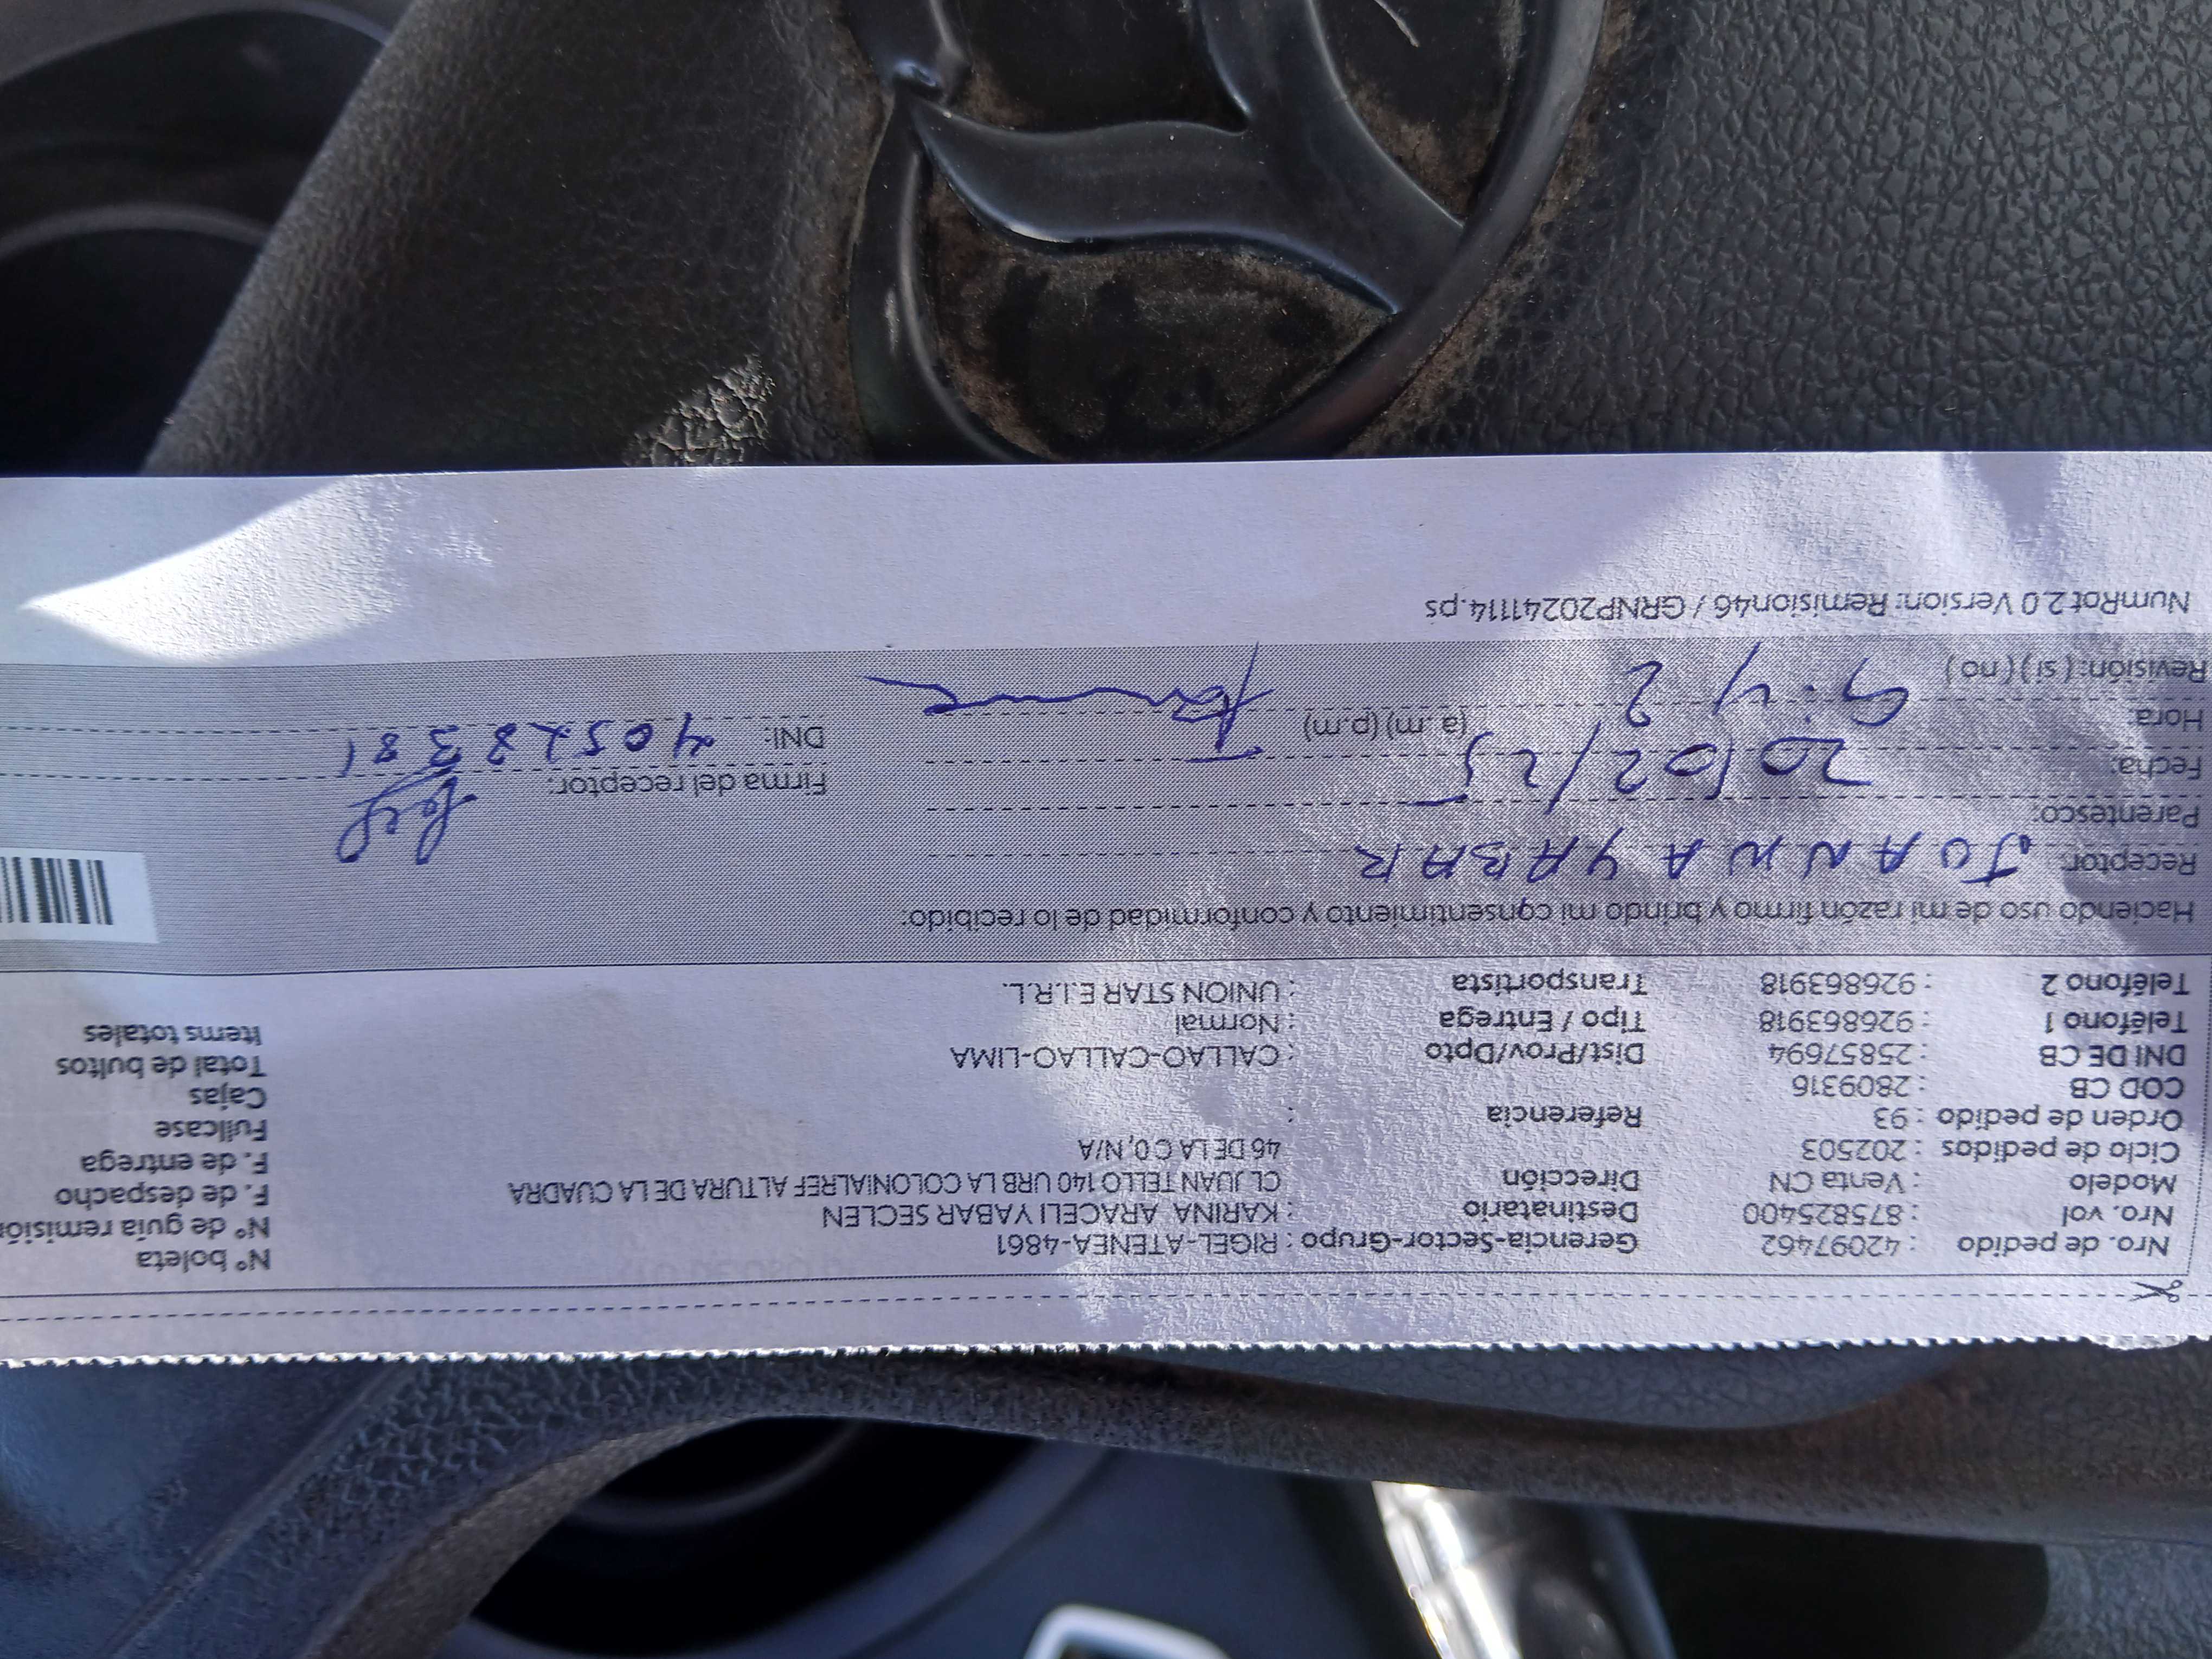 Nro. de pedido : 42097462 Gerencia-Sector-Grupo : RIGEL-ATENEA-4861 N° boleta
Nro. vol : 875825400 Destinatario : KARINA ARACELI YABAR SECLEN N° de guía remisión
Modelo : Venta CN Dirección CL JUAN TELLO 140 URB LA COLONIALREF ALTURA DE LA CUADRA F. de despacho
Ciclo de pedidos : 202503 46 DE LA C 0, N/A F. de entrega
Orden de pedido : 93 Referencia : Fullcase
COD CB : 2809316 Cajas
DNI DE CB : 25857694 Dist/Prov/Dpto : CALLAO-CALLAO-LIMA Total de bultos
Teléfono 1 : 926863918 Tipo / Entrega : Normal Items totales
Teléfono 2 : 926863918 Transportista : UNION STAR E.I.R.L.
Haciendo uso de mi razón firmo y brindo mi consentimiento y conformidad de lo recibido:
Receptor: JOANNNA YABAR
Parentesco: Firma del receptor:
Fecha: 20/02/25
Hora: 9:42 (a .m) (p.m) DNI:
Revisión: ( si ) ( no )
NumRot 2.0 Version: Remision46 / GRNP20241114.ps